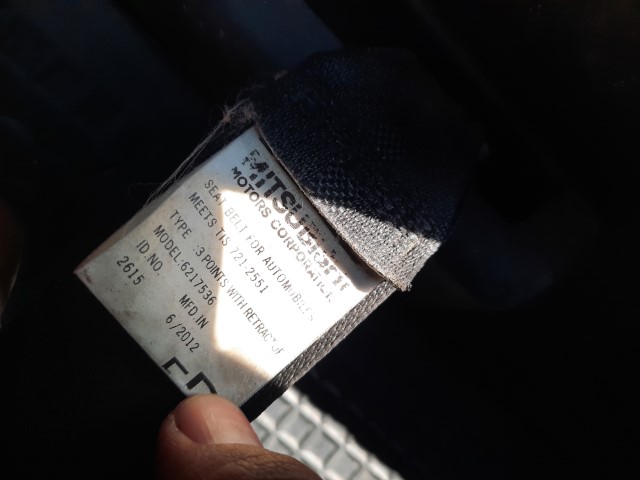 MITSUBISHI
MOTORS CORPORATION
SEAT BELT FOR AUTOMOBILES
MEETS TIS 721-2551
TYPE :3 POINTS WITH RETRACTOR
MODEL:6217536
ID NO. MFD.IN
2615 6/2012